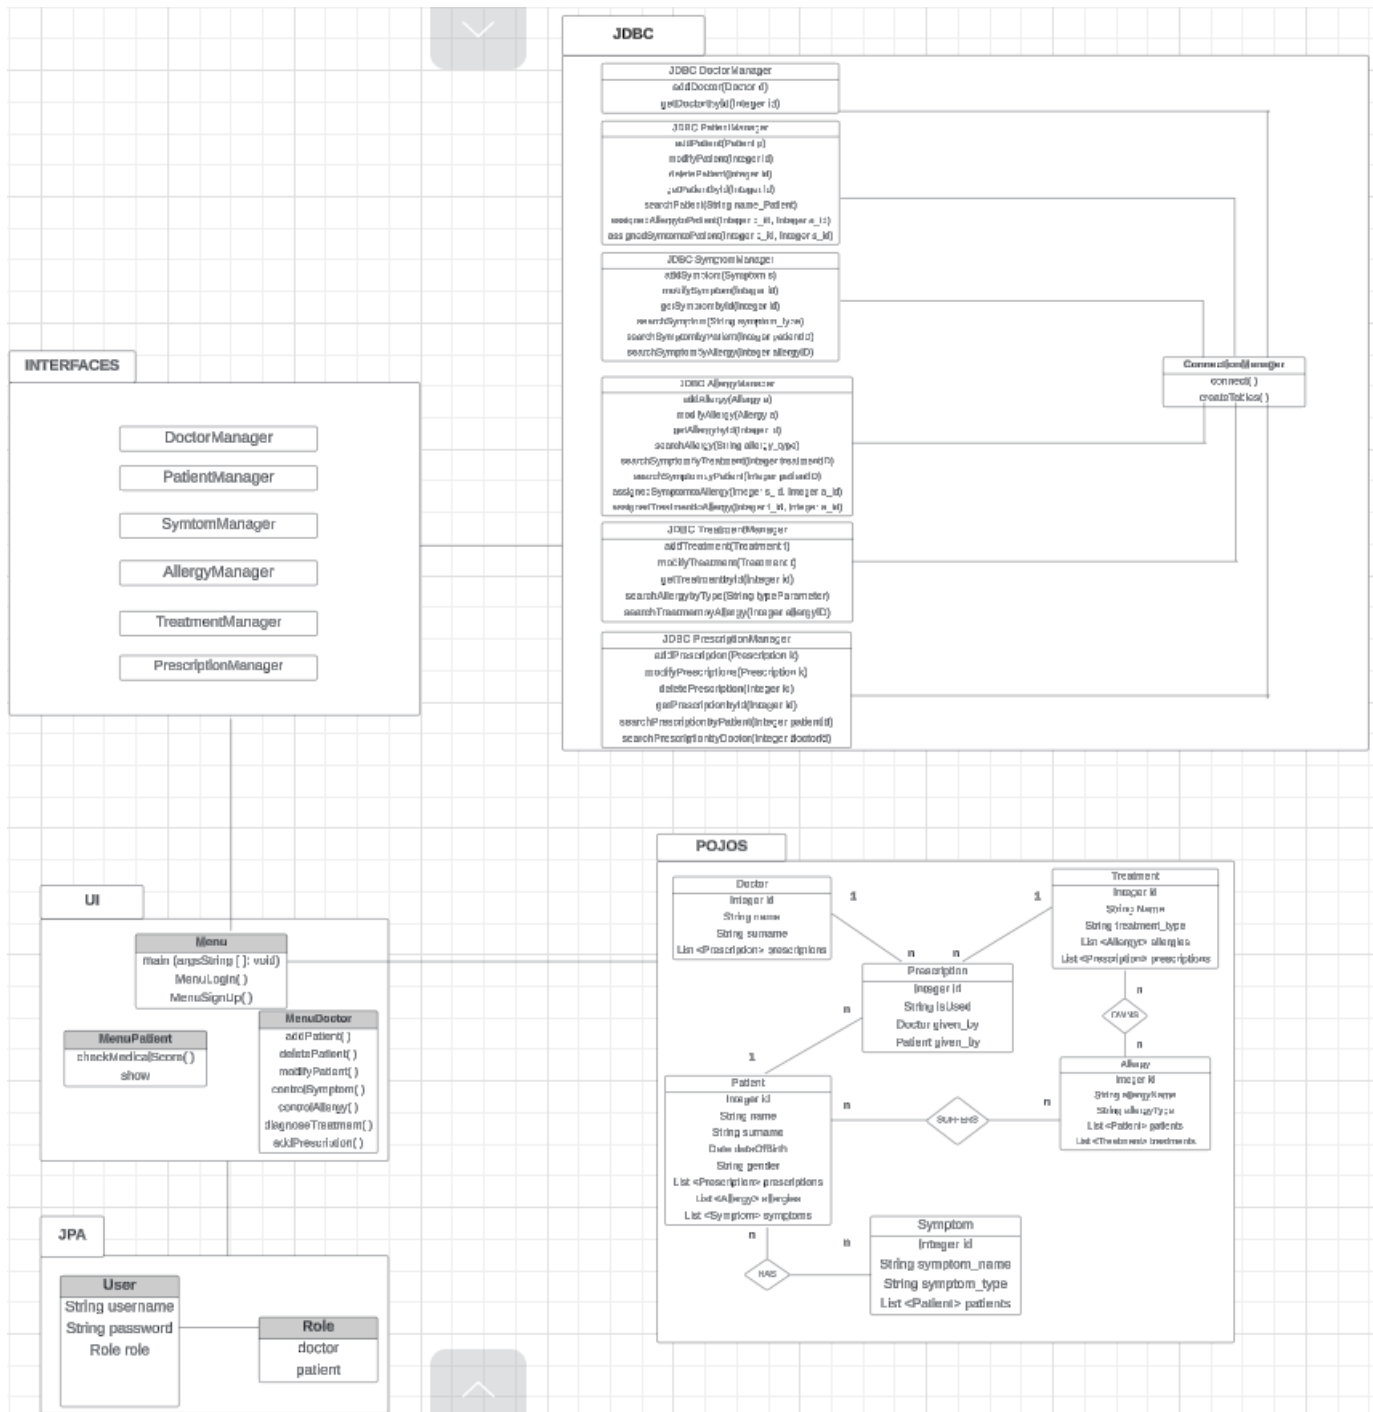 JDBC
JDBC DoctorManager
addDoctor(Doctor d)
getDoctorbyId(Integer id)
JDBC PatientManager
addPatient(Patient p)
modifyPatient(Integer id)
deletePatient(Integer id)
getPatientbyId(Integer id)
searchPatient(String name_Patient)
JDBC SymptomManager
addSymptom(Symptom s)
modifySymptom(Integer id)
getSymptombyId(Integer id)
searchSymptom(String symptom_type)
searchSymptombyPatient(Integer patientId)
searchSymptombyAllergy(Integer allergyID)
JDBC AllergyManager
addAllergy(Allergy a)
modifyAllergy(Allergy a)
getAllergybyId(Integer id)
searchAllergy(String allergy_type)
JDBC TreatmentManager
addTreatment(Treatment t)
modifyTreatment(Treatment t)
getTreatmentbyId(Integer id)
searchAllergybyType(String typeParameter)
JDBC PrescriptionManager
addPrescription(Prescription k)
modifyPrescriptions(Prescription k)
deletePrescription(Integer k)
getPrescriptionbyId(Integer id)
searchPrescriptionbyPatient(Integer patientId)
searchPrescriptionbyDoctor(Integer doctorId)
ConnectionManager
connect( )
createTables( )
INTERFACES
DoctorManager
PatientManager
SymtomManager
AllergyManager
TreatmentManager
PrescriptionManager
UI
Menu
main (argsString [ ]: void)
MenuLogin( )
MenuSignUp( )
MenuPatient
checkMedicalScore( )
show
MenuDoctor
addPatient( )
deletePatient( )
modifyPatient( )
controlSymptom( )
controlAllergy( )
diagnoseTreatment( )
addPrescription( )
JPA
User
String username
String password
Role role
Role
doctor
patient
POJOS
Doctor
Integer id
String name
String surname
List <Prescription> prescriptions
1
n
1
n
Treatment
Integer id
String Name
String treatment_type
List <Allergy> allergies
List <Prescription> prescriptions
Prescription
Integer id
String isUsed
Doctor given_by
Patient given_by
n
1
n
OWNS
n
Patient
Integer id
String name
String surname
Date dateOfBirth
String gender
List <Prescription> prescriptions
List <Allergy> allergies
List <Symptom> symptoms
n
SUFFERS
n
Allergy
Integer id
String allergyName
String allergyType
List <Patient> patients
List <Treatment> treatments
n
HAS
n
Symptom
Integer id
String symptom_name
String symptom_type
List <Patient> patients